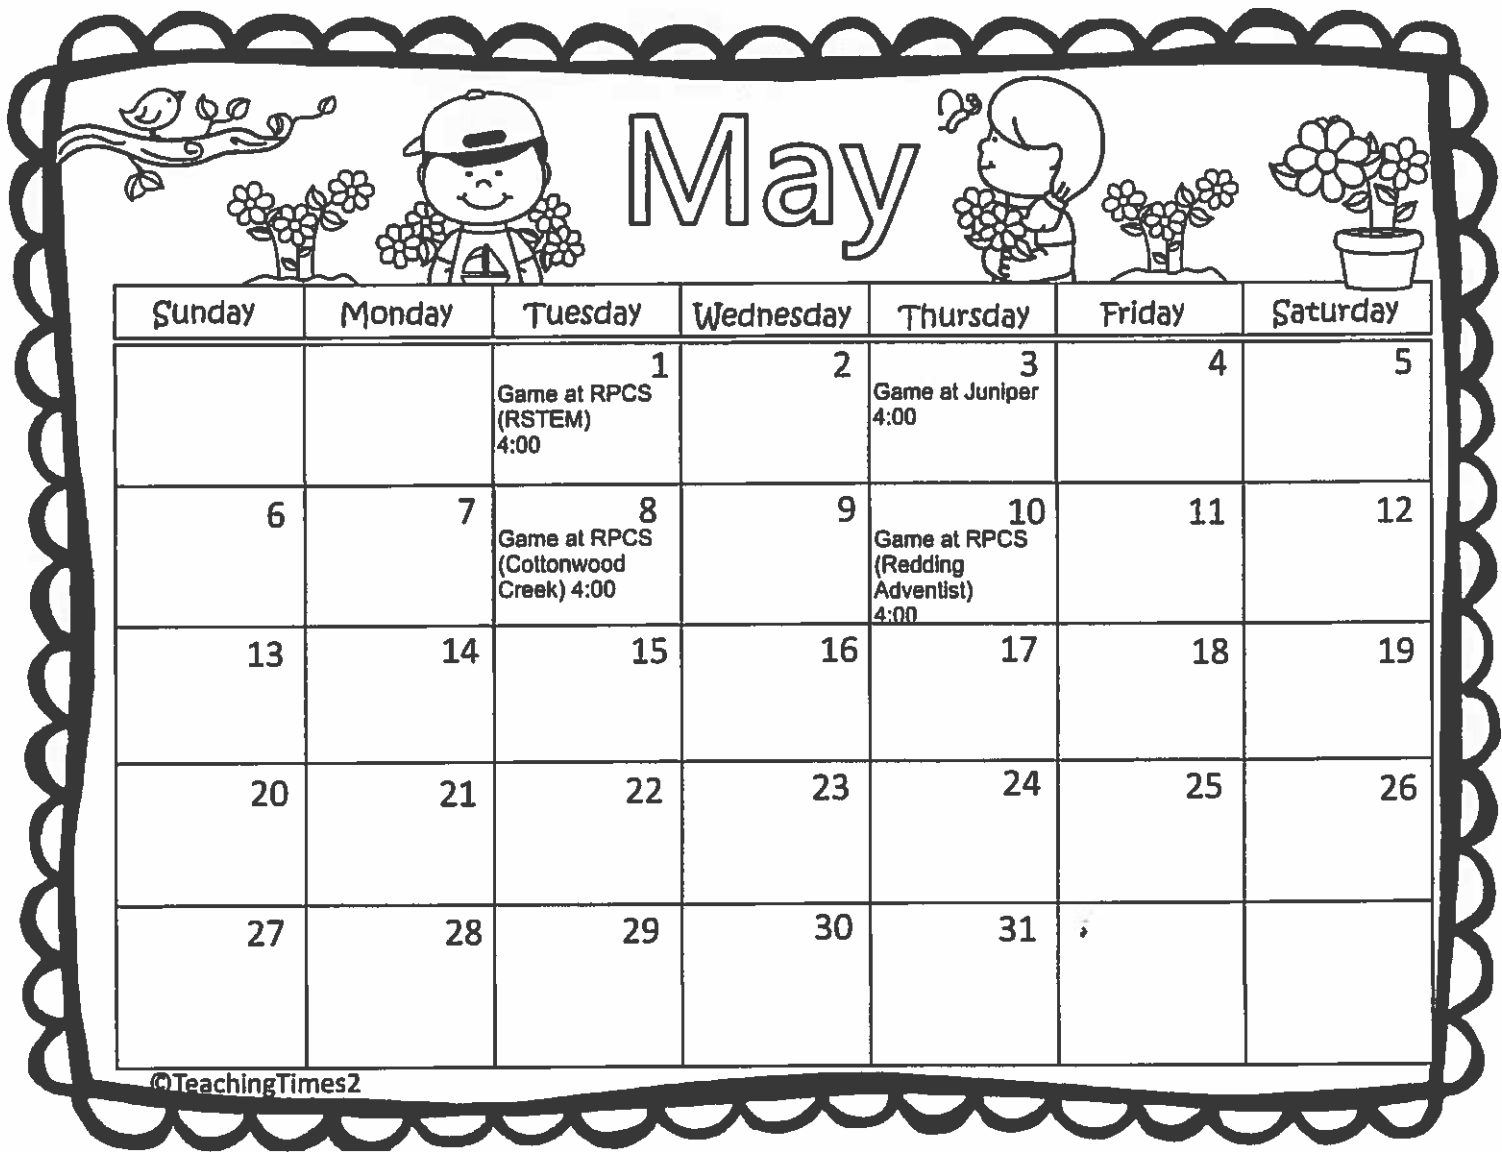 May
Sunday Monday Tuesday Wednesday Thursday Friday Saturday
1 2 3 4 5
Game at RPCS
(RSTEM)
4:00
Game at Juniper
4:00
6 7 8 9 10 11 12
Game at RPCS
(Cottonwood
Creek) 4:00
Game at RPCS
(Redding
Adventist)
4:00
13 14 15 16 17 18 19
20 21 22 23 24 25 26
27 28 29 30 31
©TeachingTimes2